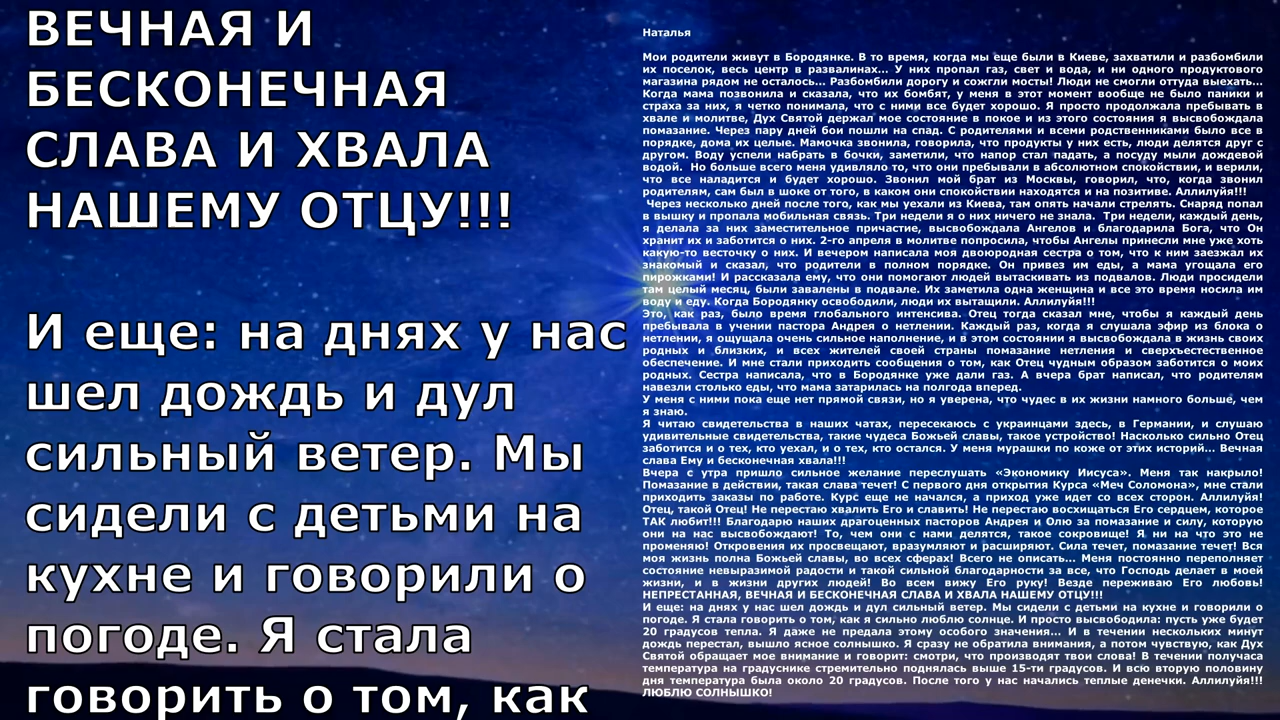 ВЕЧНАЯ И
БЕСКОНЕЧНАЯ
СЛАВА И ХВАЛА
НАШЕМУ ОТЦУ!!!
И еще: на днях у нас
шел дождь и дул
сильный ветер. Мы
сидели с детьми на
кухне и говорили о
погоде. Я стала
говорить о том, как
Наталья
Мои родители живут в Бородянке. В то время, когда мы еще были в Киеве, захватили и разбомбили
их поселок, весь центр в развалинах... У них пропал газ, свет и вода, и ни одного продуктового
магазина рядом не осталось... Разбомбили дорогу и сожгли мосты! Люди не смогли оттуда выехать...
Когда мама позвонила и сказала, что их бомбят, у меня в этот момент вообще не было паники и
страха за них, я четко понимала, что с ними все будет хорошо. Я просто продолжала пребывать в
хвале и молитве, Дух Святой держал мое состояние в покое и из этого состояния я высвобождала
помазание. Через пару дней бои пошли на спад. С родителями и всеми родственниками было все в
порядке, дома их целые. Мамочка звонила, говорила, что продукты у них есть, люди делятся друг с
другом. Воду успели набрать в бочки, заметили, что напор стал падать, а посуду мыли дождевой
водой. Но больше всего меня удивляло то, что они пребывали в абсолютном спокойствии, и верили,
что все наладится и будет хорошо. Звонил мой брат из Москвы, говорил, что, когда звонил
родителям, сам был в шоке от того, в каком они спокойствии находятся и на позитиве. Аллилуйя!!!
Через несколько дней после того, как мы уехали из Киева, там опять начали стрелять. Снаряд попал
в вышку и пропала мобильная связь. Три недели я о них ничего не знала. Три недели, каждый день,
я делала за них заместительное причастие, высвобождала Ангелов и благодарила Бога, что Он
хранит их и заботится о них. 2-го апреля в молитве попросила, чтобы Ангелы принесли мне уже хоть
какую-то весточку о них. И вечером написала моя двоюродная сестра о том, что к ним заезжал их
знакомый и сказал, что родители в полном порядке. Он привез им еды, а мама угощала его
пирожками! И рассказала ему, что они помогают людей вытаскивать из подвалов. Люди просидели
там целый месяц, были завалены в подвале. Их заметила одна женщина и все это время носила им
воду и еду. Когда Бородянку освободили, люди их вытащили. Аллилуйя!!!
Это, как раз, было время глобального интенсива. Отец тогда сказал мне, чтобы я каждый день
пребывала в учении пастора Андрея о нетлении. Каждый раз, когда я слушала эфир из блока о
нетлении, я ощущала очень сильное наполнение, и в этом состоянии я высвобождала в жизнь своих
родных и близких, и всех жителей своей страны помазание нетления и сверхъестественное
обеспечение. И мне стали приходить сообщения о том, как Отец чудным образом заботится о моих
родных. Сестра написала, что в Бородянке уже дали газ. А вчера брат написал, что родителям
навезли столько еды, что мама затарилась на полгода вперед.
У меня с ними пока еще нет прямой связи, но я уверена, что чудес в их жизни намного больше, чем
я знаю.
Я читаю свидетельства в наших чатах, пересекаюсь с украинцами здесь, в Германии, и слушаю
удивительные свидетельства, такие чудеса Божьей славы, такое устройство! Насколько сильно Отец
заботится и о тех, кто уехал, и о тех, кто остался. У меня мурашки по коже от этих историй... Вечная
слава Ему и бесконечная хвала!!!
Вчера с утра пришло сильное желание переслушать «Экономику Иисуса». Меня так накрыло!
Помазание в действии, такая слава течет! С первого дня открытия Курса «Меч Соломона», мне стали
приходить заказы по работе. Курс еще не начался, а приход уже идет со всех сторон. Аллилуйя!
Отец, такой Отец! Не перестаю хвалить Его и славить! Не перестаю восхищаться Его сердцем, которое
ТАК любит!!! Благодарю наших драгоценных пасторов Андрея и Олю за помазание и силу, которую
они на нас высвобождают! То, чем они с нами делятся, такое сокровище! Я ни на что это не
променяю! Откровения их просвещают, вразумляют и расширяют. Сила течет, помазание течет! Вся
моя жизнь полна Божьей славы, во всех сферах! Всего не описать... Меня постоянно переполняет
состояние невыразимой радости и такой сильной благодарности за все, что Господь делает в моей
жизни, и в жизни других людей! Во всем вижу Его руку! Везде переживаю Его любовь!
НЕПРЕСТАННАЯ, ВЕЧНАЯ И БЕСКОНЕЧНАЯ СЛАВА И ХВАЛА НАШЕМУ ОТЦУ!!!
И еще: на днях у нас шел дождь и дул сильный ветер. Мы сидели с детьми на кухне и говорили о
погоде. Я стала говорить о том, как я сильно люблю солнце. И просто высвободила: пусть уже будет
20 градусов тепла. Я даже не предала этому особого значения... И в течении нескольких минут
дождь перестал, вышло ясное солнышко. Я сразу не обратила внимания, а потом чувствую, как Дух
Святой обращает мое внимание и говорит: смотри, что производят твои слова! В течении получаса
температура на градуснике стремительно поднялась выше 15-ти градусов. И всю вторую половину
дня температура была около 20 градусов. После того у нас начались теплые денечки. Аллилуйя!!!
ЛЮБЛЮ СОЛНЫШКО!